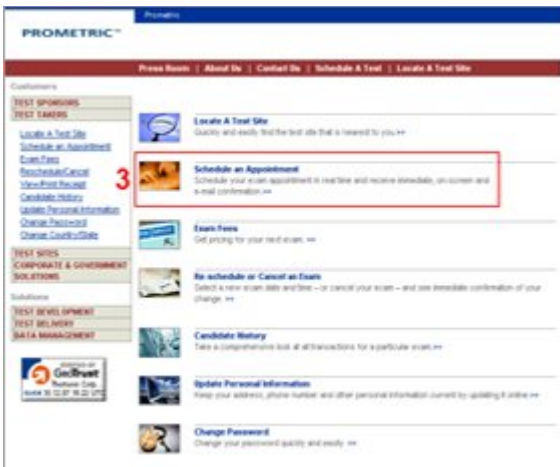 Prometric
PROMETRIC™
Press Room | About Us | Contact Us | Schedule A Test | Locate A Test Site
Customers
TEST SPONSORS
TEST TAKERS
Locate A Test Site
Schedule an Appointment
Exam Fees
Reschedule/Cancel
View/Print Receipt
Candidate History
Update Personal Information
Change Password
Change Country/State
TEST SITES
CORPORATE & GOVERNMENT
SOLUTIONS
Solutions
TEST DEVELOPMENT
TEST DELIVERY
DATA MANAGEMENT
GeoTrust
3
Locate A Test Site
Quickly and easily find the test site that is nearest to you.>>
Schedule an Appointment
Schedule your exam appointment in real time and receive immediate, on-screen and
e-mail confirmation.>>
Exam Fees
Get pricing for your next exam. >>
Re-schedule or Cancel an Exam
Select a new exam date and time – or cancel your exam – and see immediate confirmation of your
change. >>
Candidate History
Take a comprehensive look at all transactions for a particular exam.>>
Update Personal Information
Keep your address, phone number and other personal information current by updating it online.>>
Change Password
Change your password quickly and easily. >>